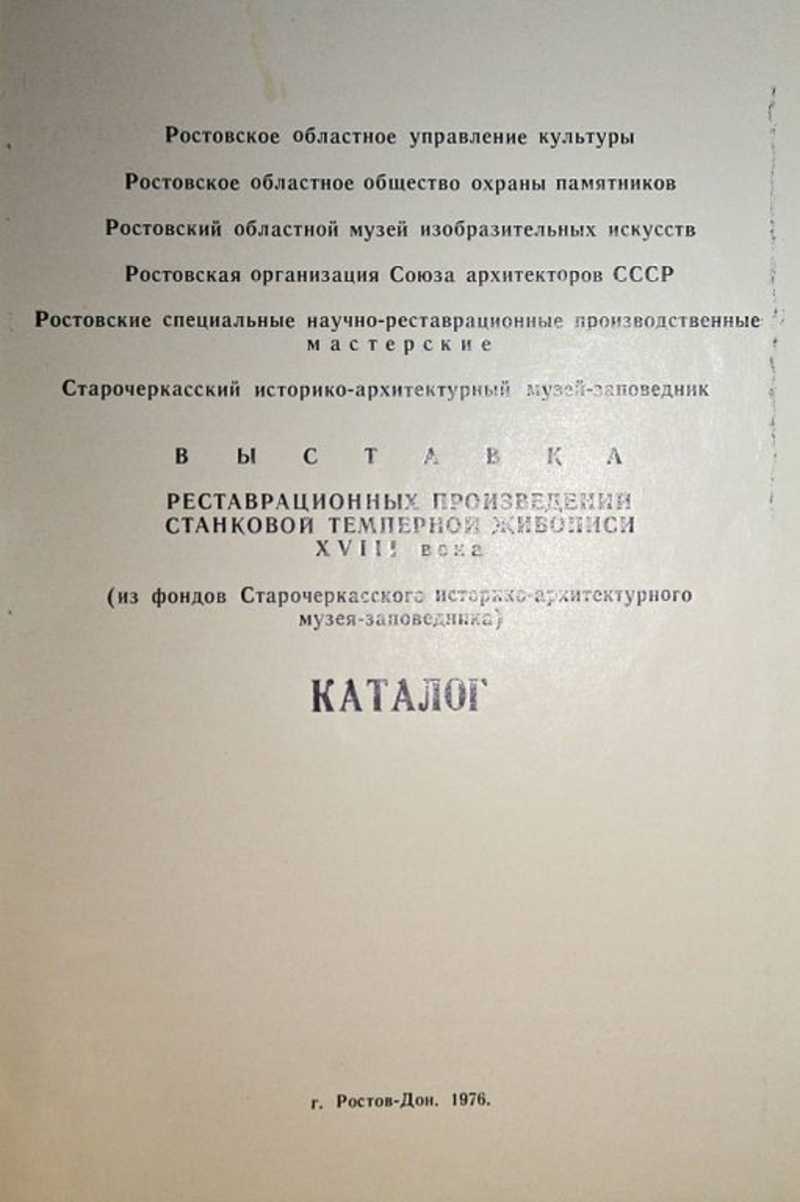 Ростовское областное управление культуры
Ростовское областное общество охраны памятников
Ростовский областной музей изобразительных искусств
Ростовская организация Союза архитекторов СССР
Ростовские специальные научно-реставрационные производственные
мастерские
Старочеркасский историко-архитектурный музей-заповедник
ВЫСТАВКА
РЕСТАВРАЦИОННЫХ ПРОИЗВЕДЕНИЙ
СТАНКОВОЙ ТЕМПЕРНОЙ ЖИВОПИСИ
XVIII века
(из фондов Старочеркасского историко-архитектурного
музея-заповедника)
КАТАЛОГ
г. Ростов-Дон. 1976.